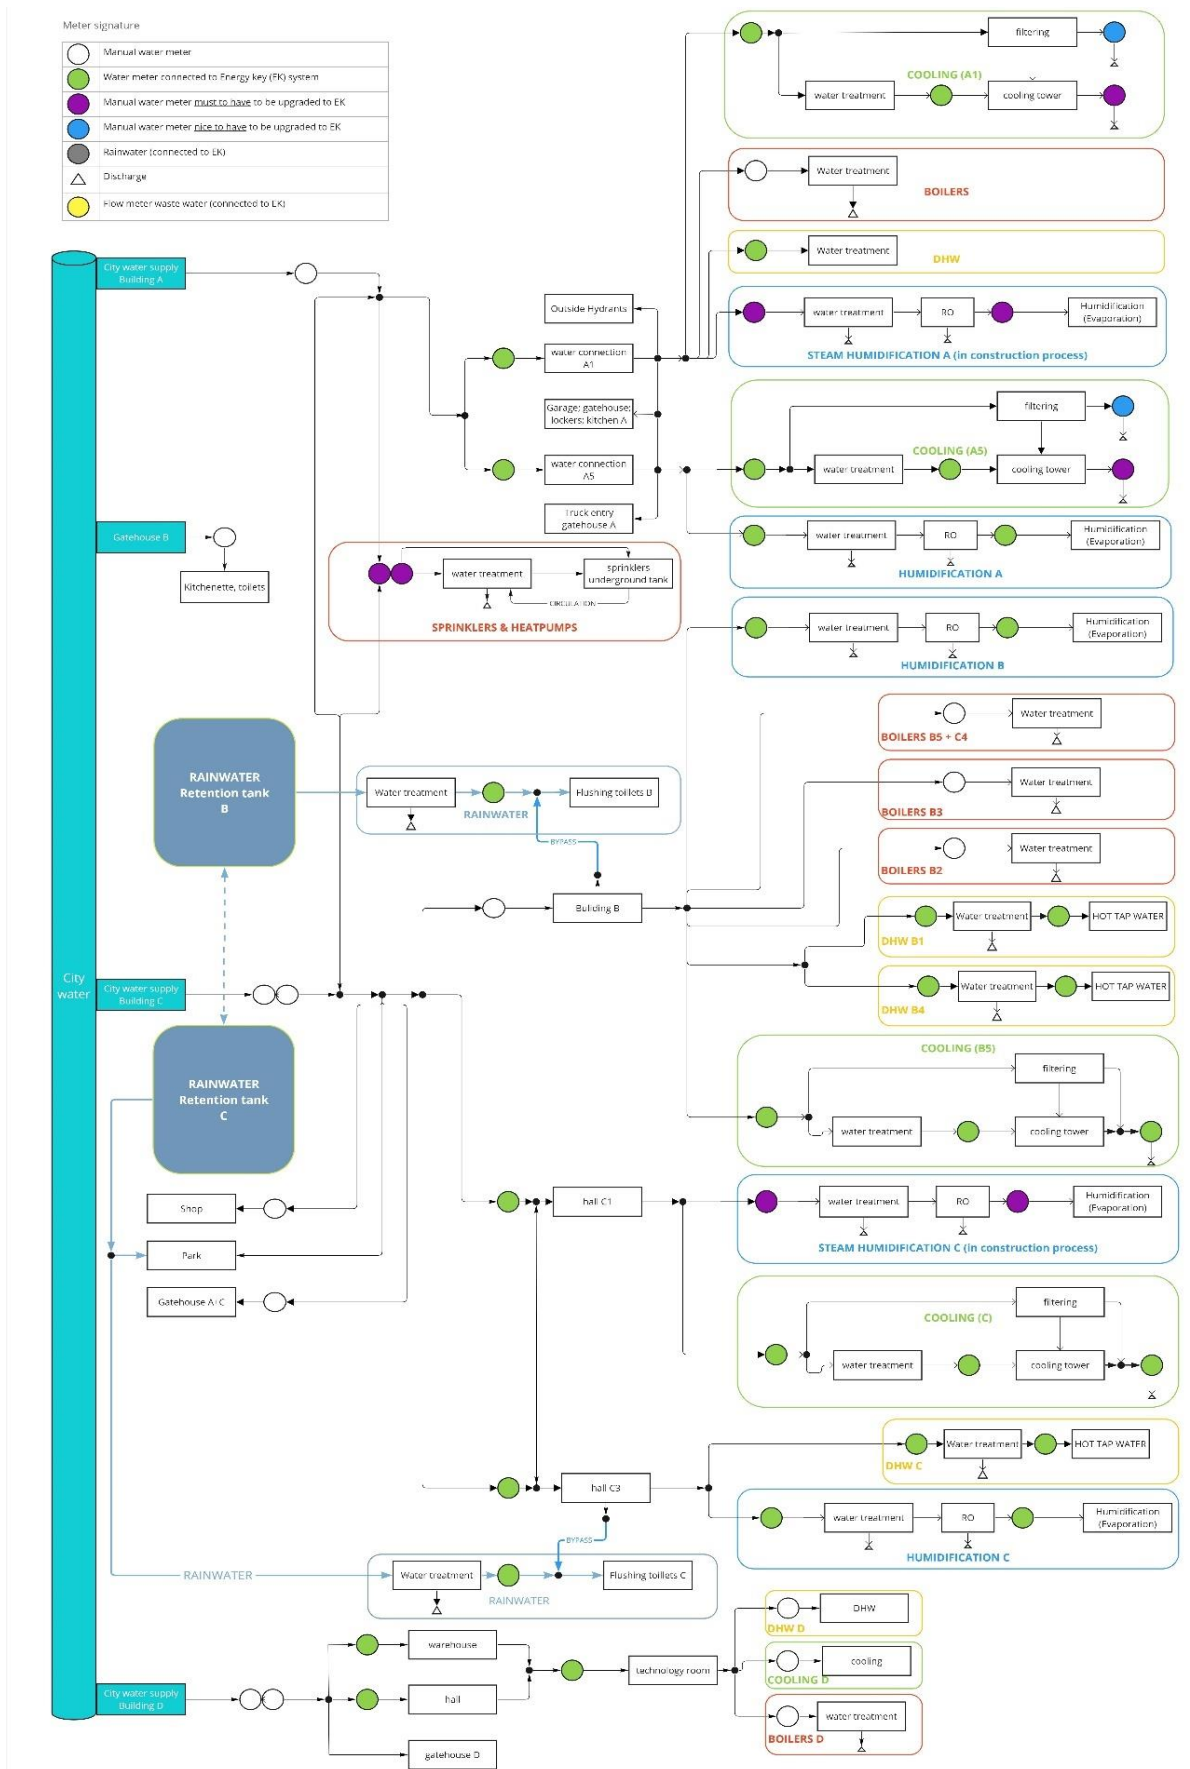 Meter signature
Manual water meter
Water meter connected to Energy key (EK) system
Manual water meter must to have to be upgraded to EK
Manual water meter nice to have to be upgraded to EK
Rainwater (connected to EK)
Discharge
Flow meter waste water (connected to EK)
filtering
COOLING (A1)
water treatment
cooling tower
Water treatment
BOILERS
Water treatment
DHW
City water supply
Building A
Outside Hydrants
water treatment
RO
Humidification
(Evaporation)
STEAM HUMIDIFICATION A (in construction process)
water connection
A1
Garage; gatehouse;
lockers; kitchen A
filtering
COOLING (A5)
water connection
A5
water treatment
cooling tower
Truck entry
gatehouse A
Gatehouse B
Kitchenette, toilets
water treatment
RO
Humidification
(Evaporation)
HUMIDIFICATION A
water treatment
sprinklers
underground tank
CIRCULATION
SPRINKLERS & HEATPUMPS
water treatment
RO
Humidification
(Evaporation)
HUMIDIFICATION B
Water treatment
BOILERS B5 + C4
RAINWATER
Retention tank
B
Water treatment
Flushing toillets B
RAINWATER
BYPASS
Water treatment
BOILERS B3
Water treatment
BOILERS B2
Buliding B
Water treatment
HOT TAP WATER
DHW B1
City
water
City water supply
Building C
Water treatment
HOT TAP WATER
DHW B4
RAINWATER
Retention tank
C
COOLING (B5)
filtering
water treatment
cooling tower
Shop
hall C1
water treatment
RO
Humidification
(Evaporation)
STEAM HUMIDIFICATION C (in construction process)
Park
Gatehouse A+C
filtering
COOLING (C)
water treatment
cooling tower
Water treatment
HOT TAP WATER
DHW C
hall C3
water treatment
RO
Humidification
(Evaporation)
HUMIDIFICATION C
BYPASS
RAINWATER
Water treatment
Flushing toillets C
RAINWATER
DHW
DHW D
warehouse
technology room
cooling
COOLING D
City water supply
Building D
hall
water treatment
BOILERS D
gatehouse D